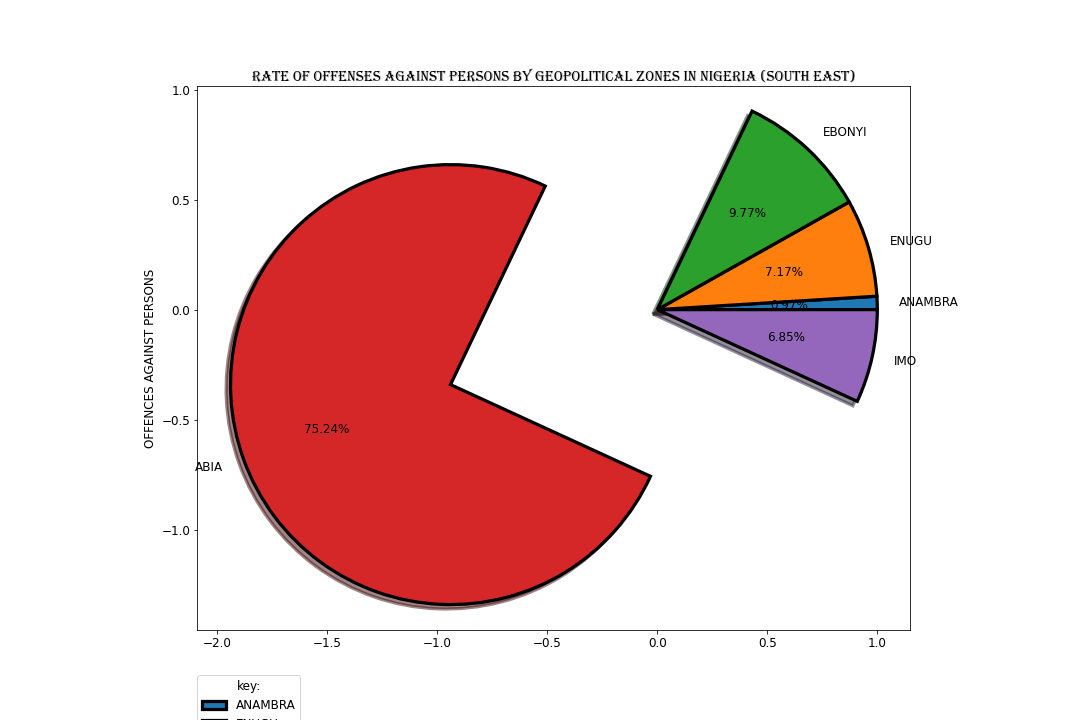 RATE OF OFFENSES AGAINST PERSONS BY GEOPOLITICAL ZONES IN NIGERIA (SOUTH EAST)
OFFENCES AGAINST PERSONS
1.0
0.5
0.0
−0.5
−1.0
−2.0
−1.5
−1.0
−0.5
0.0
0.5
1.0
EBONYI
9.77%
ENUGU
7.17%
ANAMBRA
0.97%
IMO
6.85%
ABIA
75.24%
key:
ANAMBRA